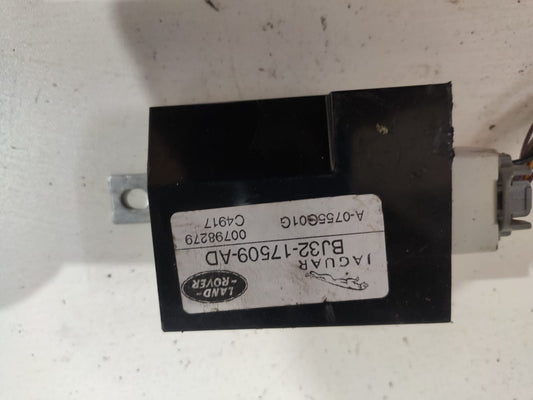 JAGUAR
LAND-
-ROVER
BJ32-17509-AD
00798279
C4917
A-0755G01G